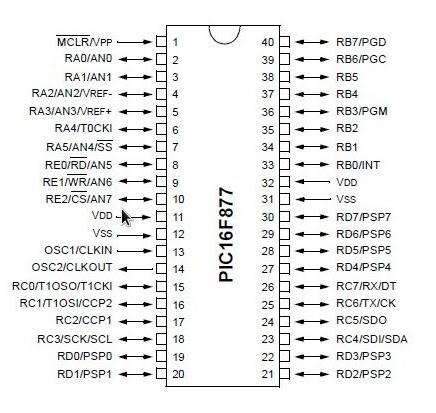 MCLR/VPP 1 40 RB7/PGD
RA0/AN0 2 39 RB6/PGC
RA1/AN1 3 38 RB5
RA2/AN2/VREF- 4 37 RB4
RA3/AN3/VREF+ 5 36 RB3/PGM
RA4/T0CKI 6 35 RB2
RA5/AN4/SS 7 34 RB1
RE0/RD/AN5 8 33 RB0/INT
RE1/WR/AN6 9 32 VDD
RE2/CS/AN7 10 31 VSS
VDD 11 30 RD7/PSP7
VSS 12 29 RD6/PSP6
OSC1/CLKIN 13 28 RD5/PSP5
OSC2/CLKOUT 14 27 RD4/PSP4
RC0/T1OSO/T1CKI 15 26 RC7/RX/DT
RC1/T1OSI/CCP2 16 25 RC6/TX/CK
RC2/CCP1 17 24 RC5/SDO
RC3/SCK/SCL 18 23 RC4/SDI/SDA
RD0/PSP0 19 22 RD3/PSP3
RD1/PSP1 20 21 RD2/PSP2
PIC16F877